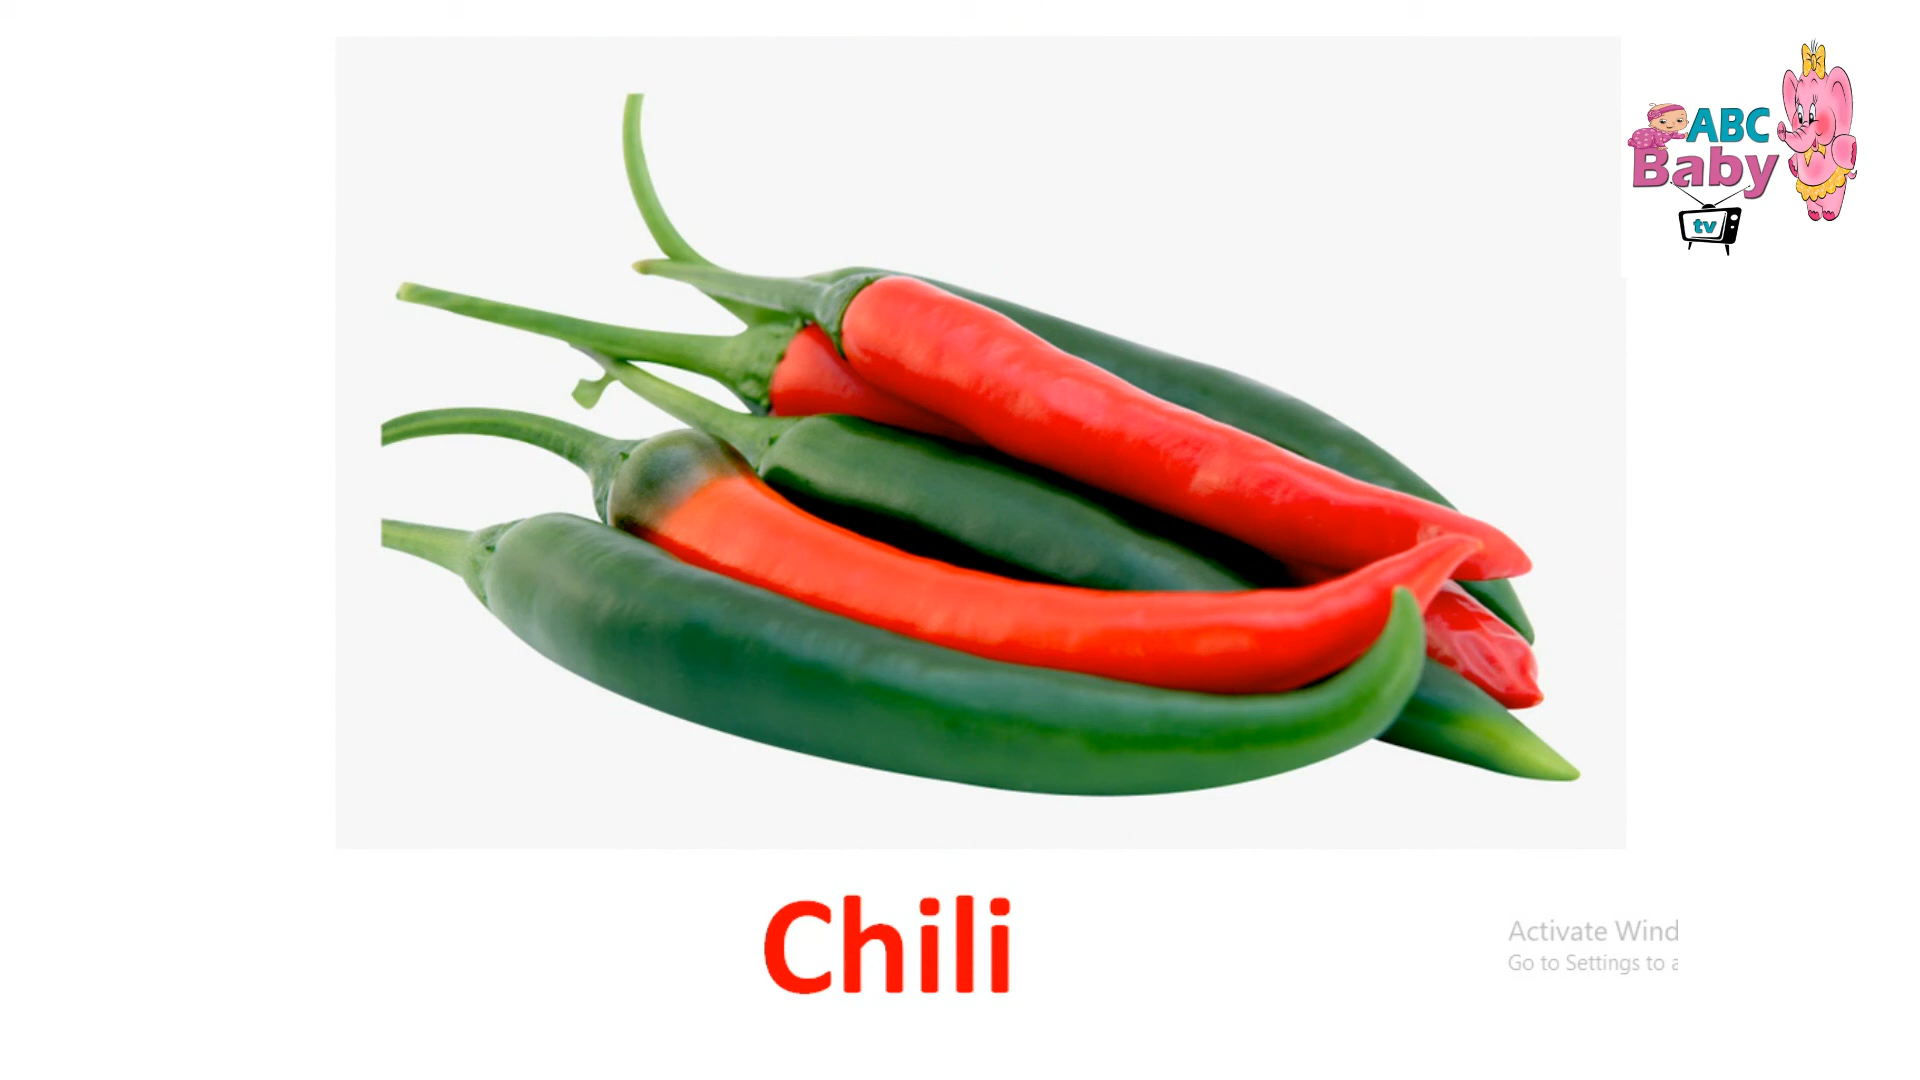 ABC
Baby
tv
Chili
Activate Wind
Go to Settings to a